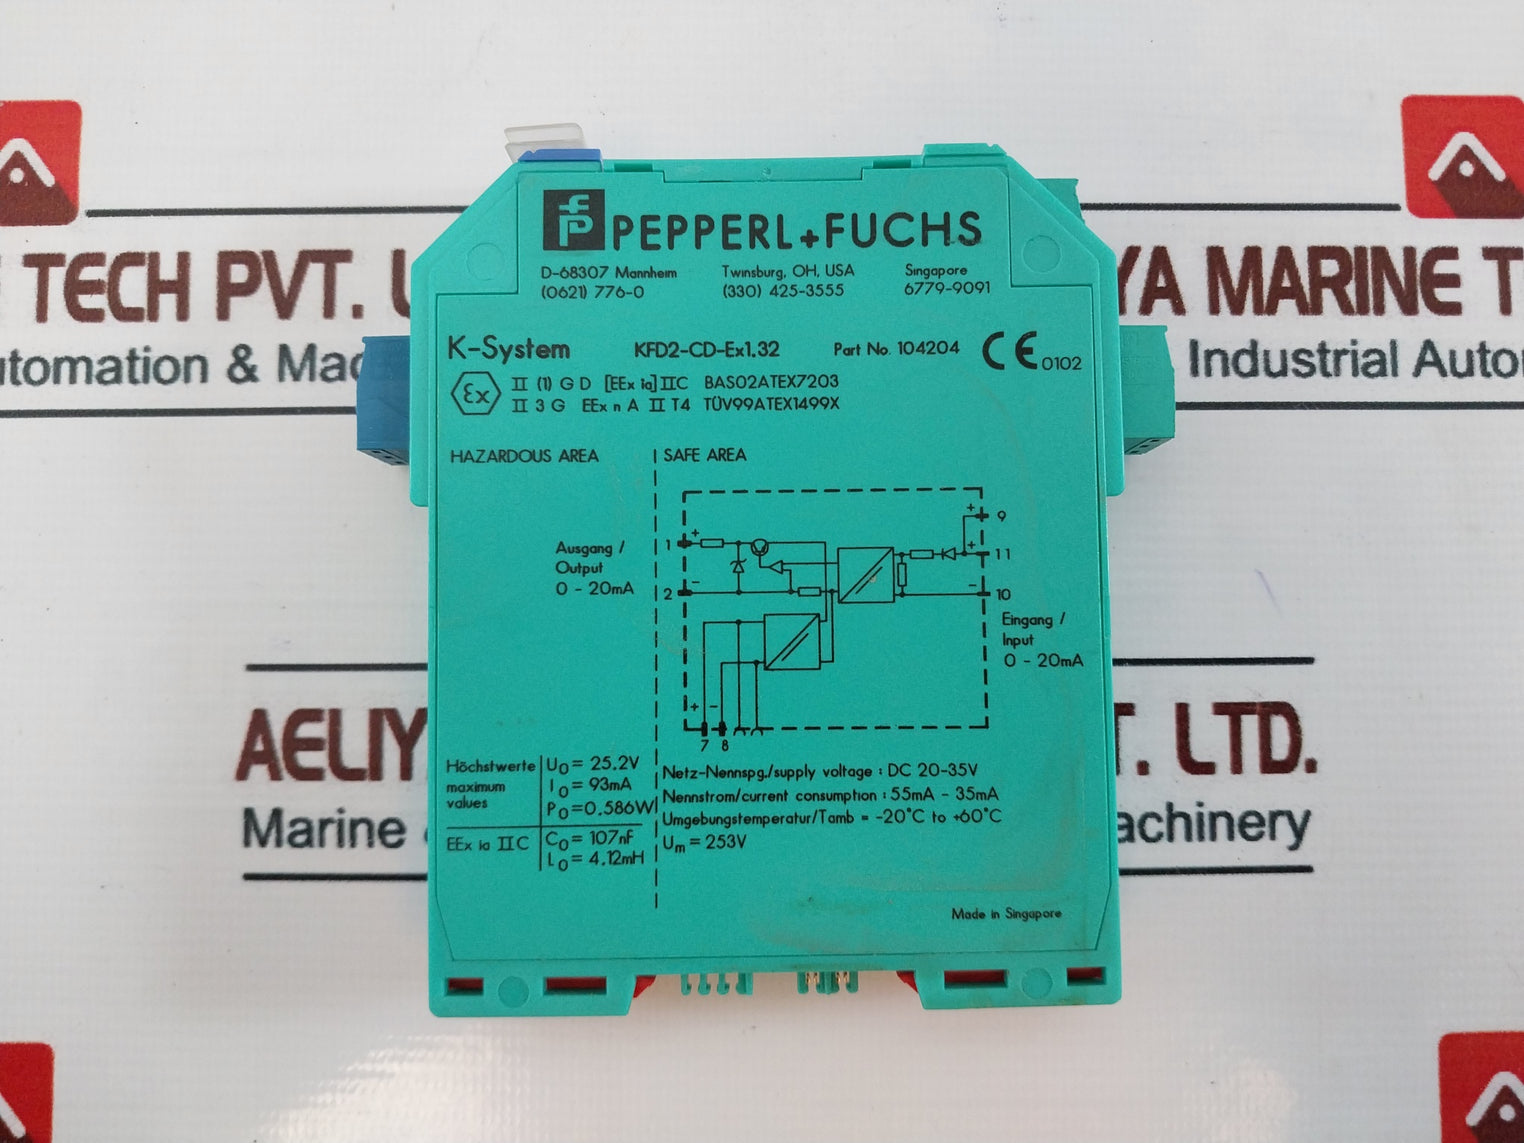 PEPPERL+FUCHS
D-68307 Mannheim Twinsburg, OH, USA Singapore
(0621) 776-0 (330) 425-3555 6779-9091
K-System KFD2-CD-Ex1.32 Part No. 104204 CE 0102
Ex II (1) G D [EEx ia] IIC BAS02ATEX7203
II 3 G EEx n A II T4 TÜV99ATEX1499X
HAZARDOUS AREA SAFE AREA
+ 9
1 + + 11
Ausgang /
Output
0 - 20mA
2 - - 10
Eingang /
Input
0 - 20mA
+ -
7 8
Höchstwerte
maximum
values
U0 = 25.2V
I0 = 93mA
P0 = 0.586W
EEx ia IIC
C0 = 107nF
L0 = 4.12mH
Netz-Nennspg./supply voltage : DC 20-35V
Nennstrom/current consumption : 55mA - 35mA
Umgebungstemperatur/Tamb = -20°C to +60°C
Um = 253V
Made in Singapore
TECH PVT. 
YA MARINE T
utomation & Mac
Industrial Autom
AELIY
T. LTD.
Marine
achinery